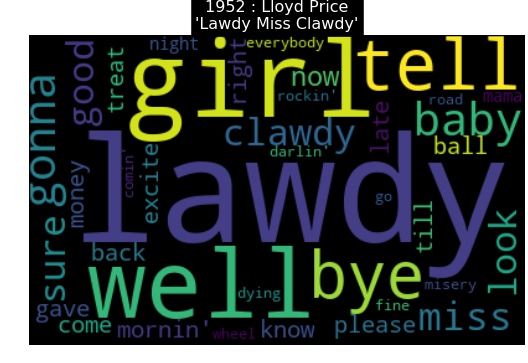 1952 : Lloyd Price
'Lawdy Miss Clawdy'
night
everybody
good
treat
girl
right
now
rockin'
tell
road
mama
baby
clawdy
late
ball
darlin'
gonna
money
comin'
excite
lawdy
go
till
look
sure
back
well
bye
dying
misery
fine
gave
come
mornin'
wheel
know
please
miss